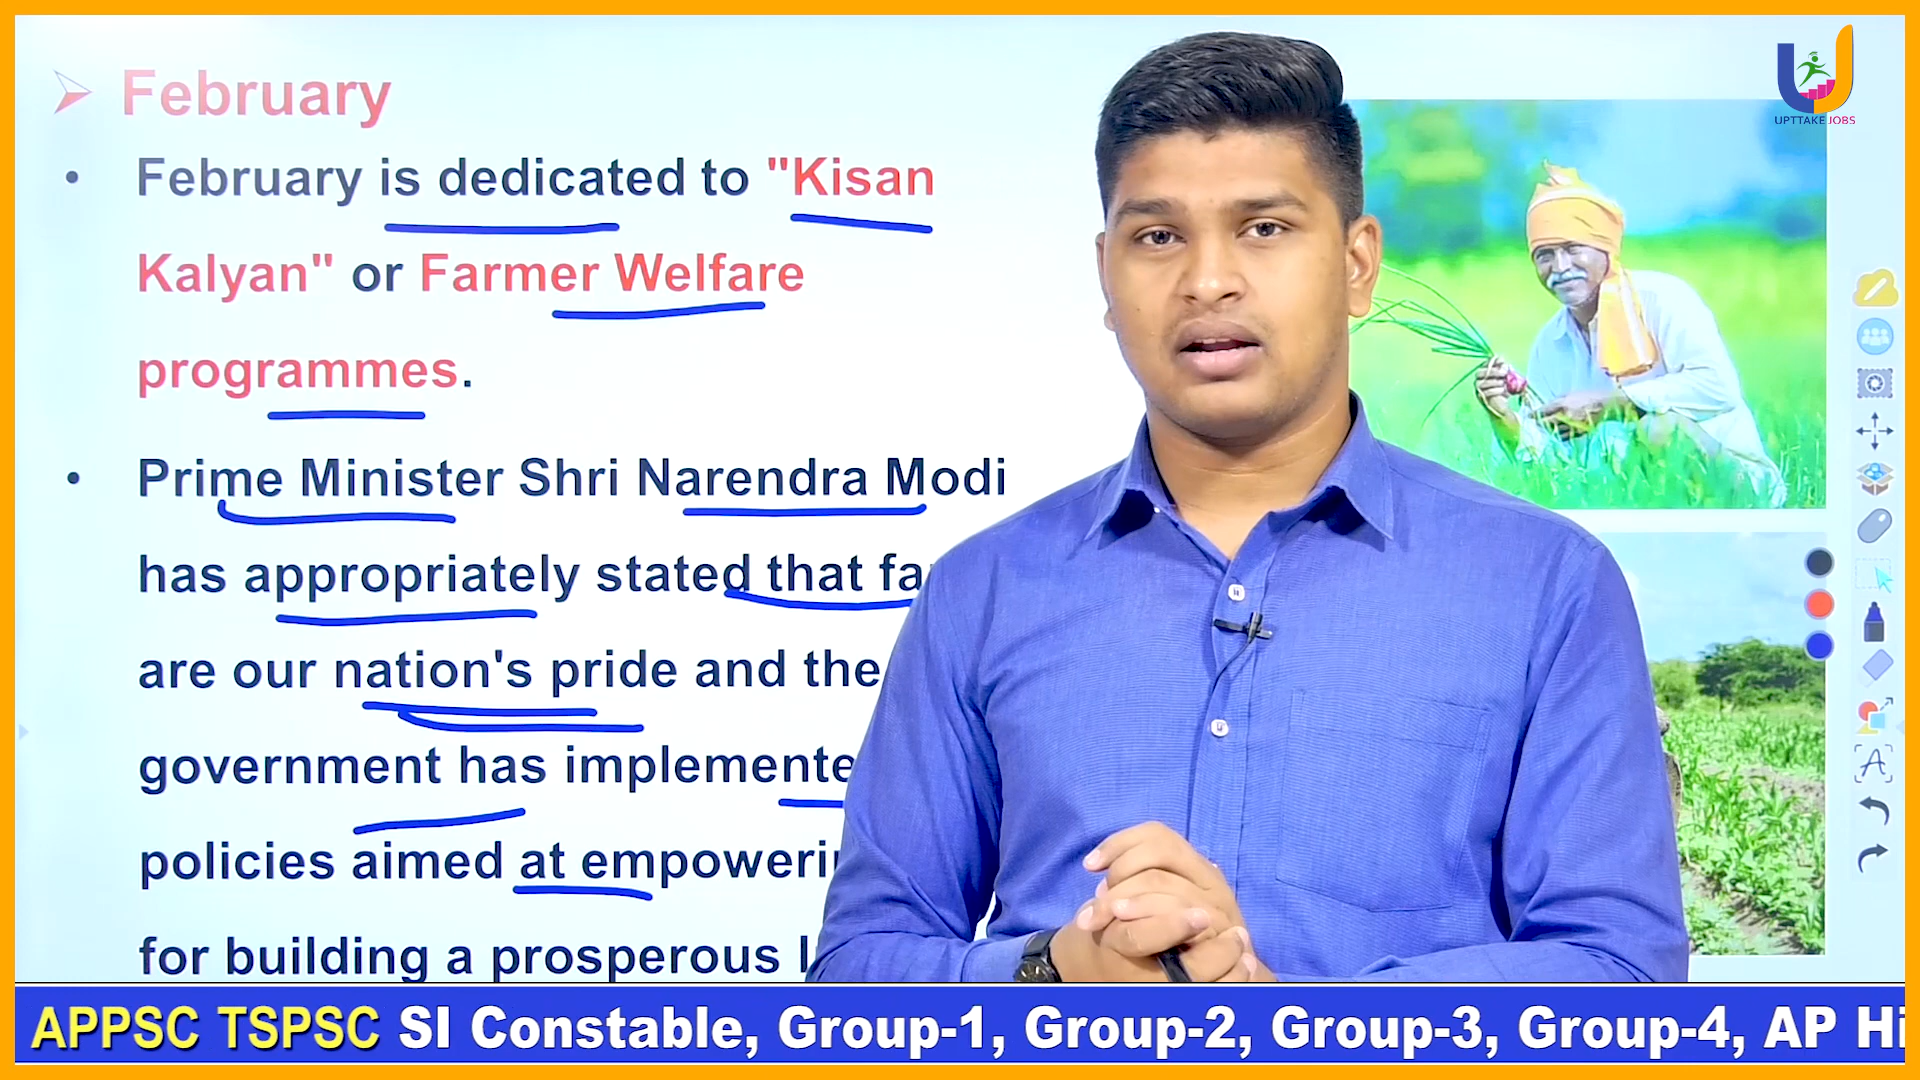 February
UPTTAKE JOBS
• February is dedicated to "Kisan
Kalyan" or Farmer Welfare
programmes.
• Prime Minister Shri Narendra Modi
has appropriately stated that
are our nation's pride and the
government has
policies aimed at
for building a prosperous
APPSC TSPSC SI Constable, Group-1, Group-2, Group-3, Group-4, AP